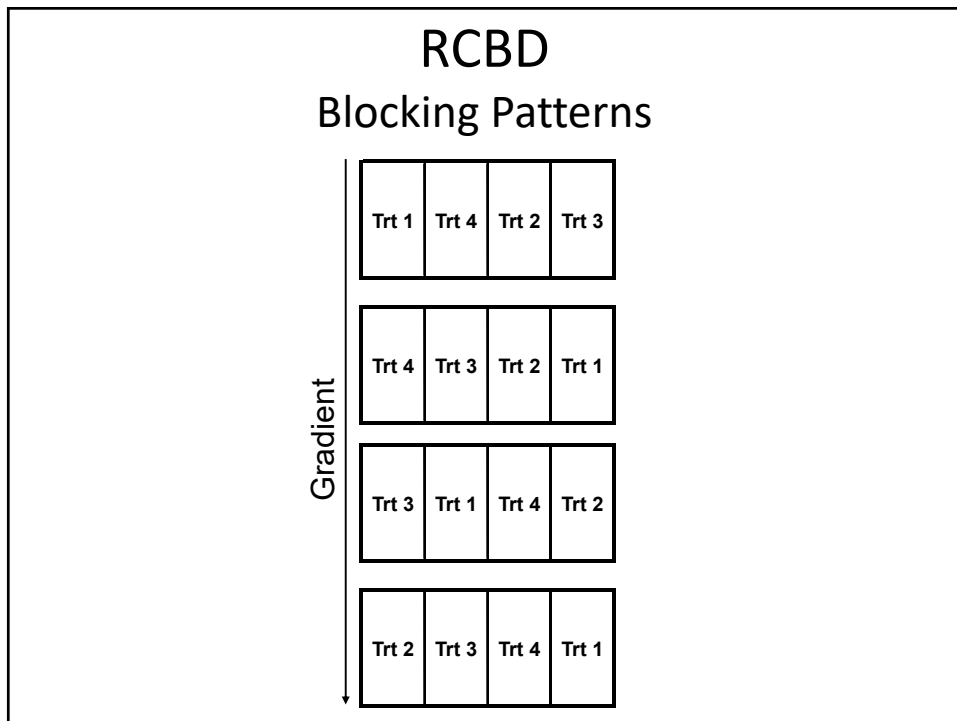 RCBD
Blocking Patterns
Trt 1 Trt 4 Trt 2 Trt 3
Trt 4 Trt 3 Trt 2 Trt 1
Gradient
Trt 3 Trt 1 Trt 4 Trt 2
Trt 2 Trt 3 Trt 4 Trt 1